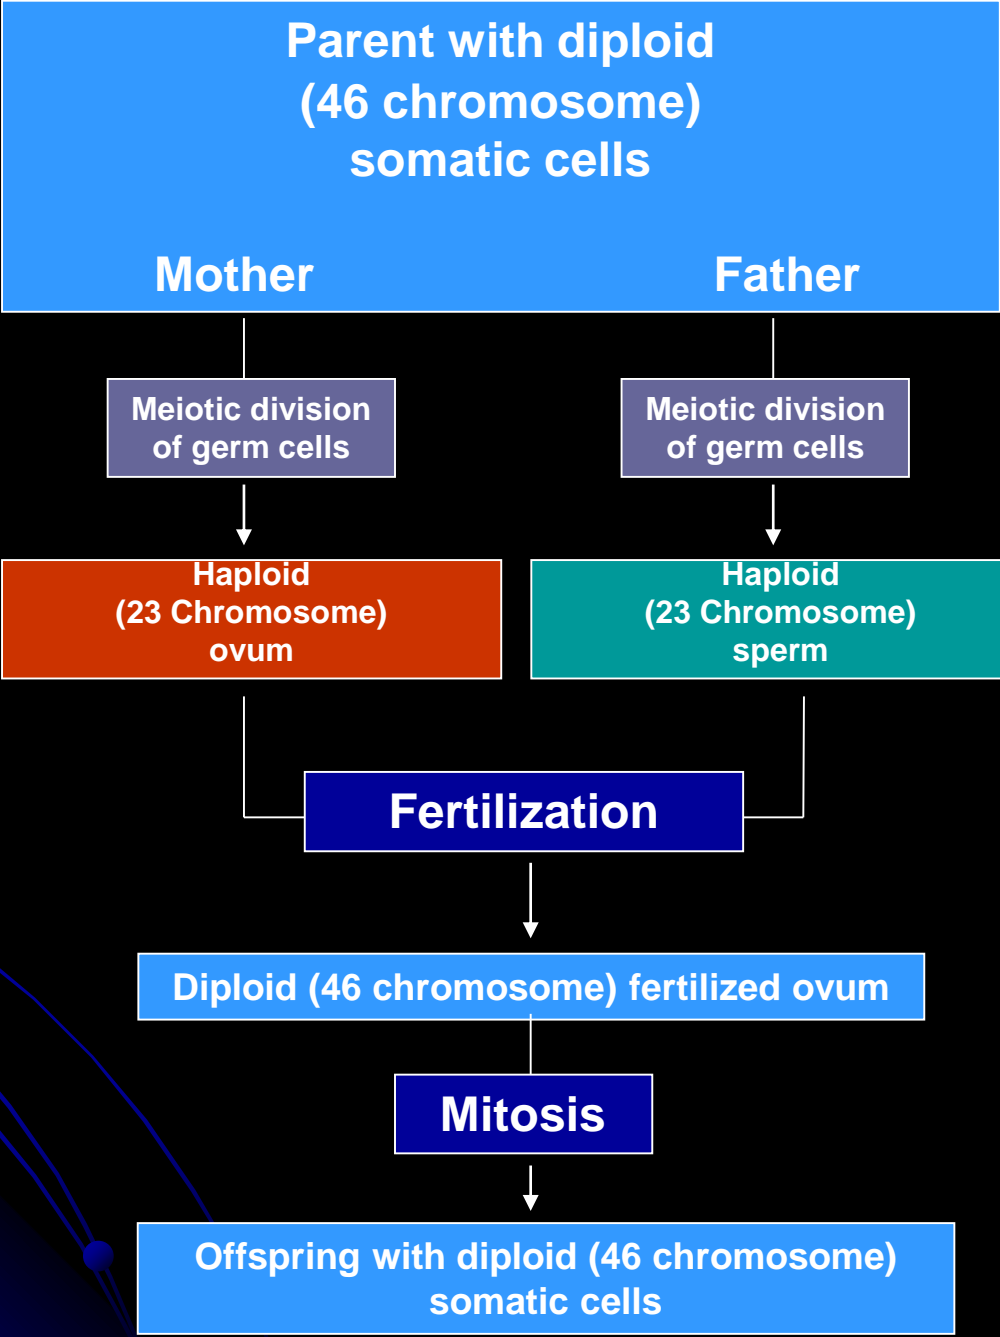 Parent with diploid
(46 chromosome)
somatic cells
Mother
Father
Meiotic division
of germ cells
Meiotic division
of germ cells
Haploid
(23 Chromosome)
ovum
Haploid
(23 Chromosome)
sperm
Fertilization
Diploid (46 chromosome) fertilized ovum
Mitosis
Offspring with diploid (46 chromosome)
somatic cells